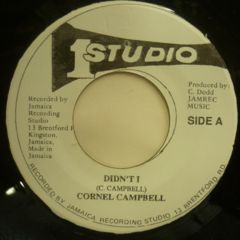 1 STUDIO
Recorded by
Jamaica
Recording
Studio
13 Brentford R
Kingston,
Jamaica,
Made in
Jamaica
Produced by:
C. Dodd
JAMREC
MUSIC
SIDE A
DIDN'T I
(C. CAMPBELL)
CORNEL CAMPBELL
MFD. BY JAMAICA RECORDING STUDIO 13 BRENTFORD RD